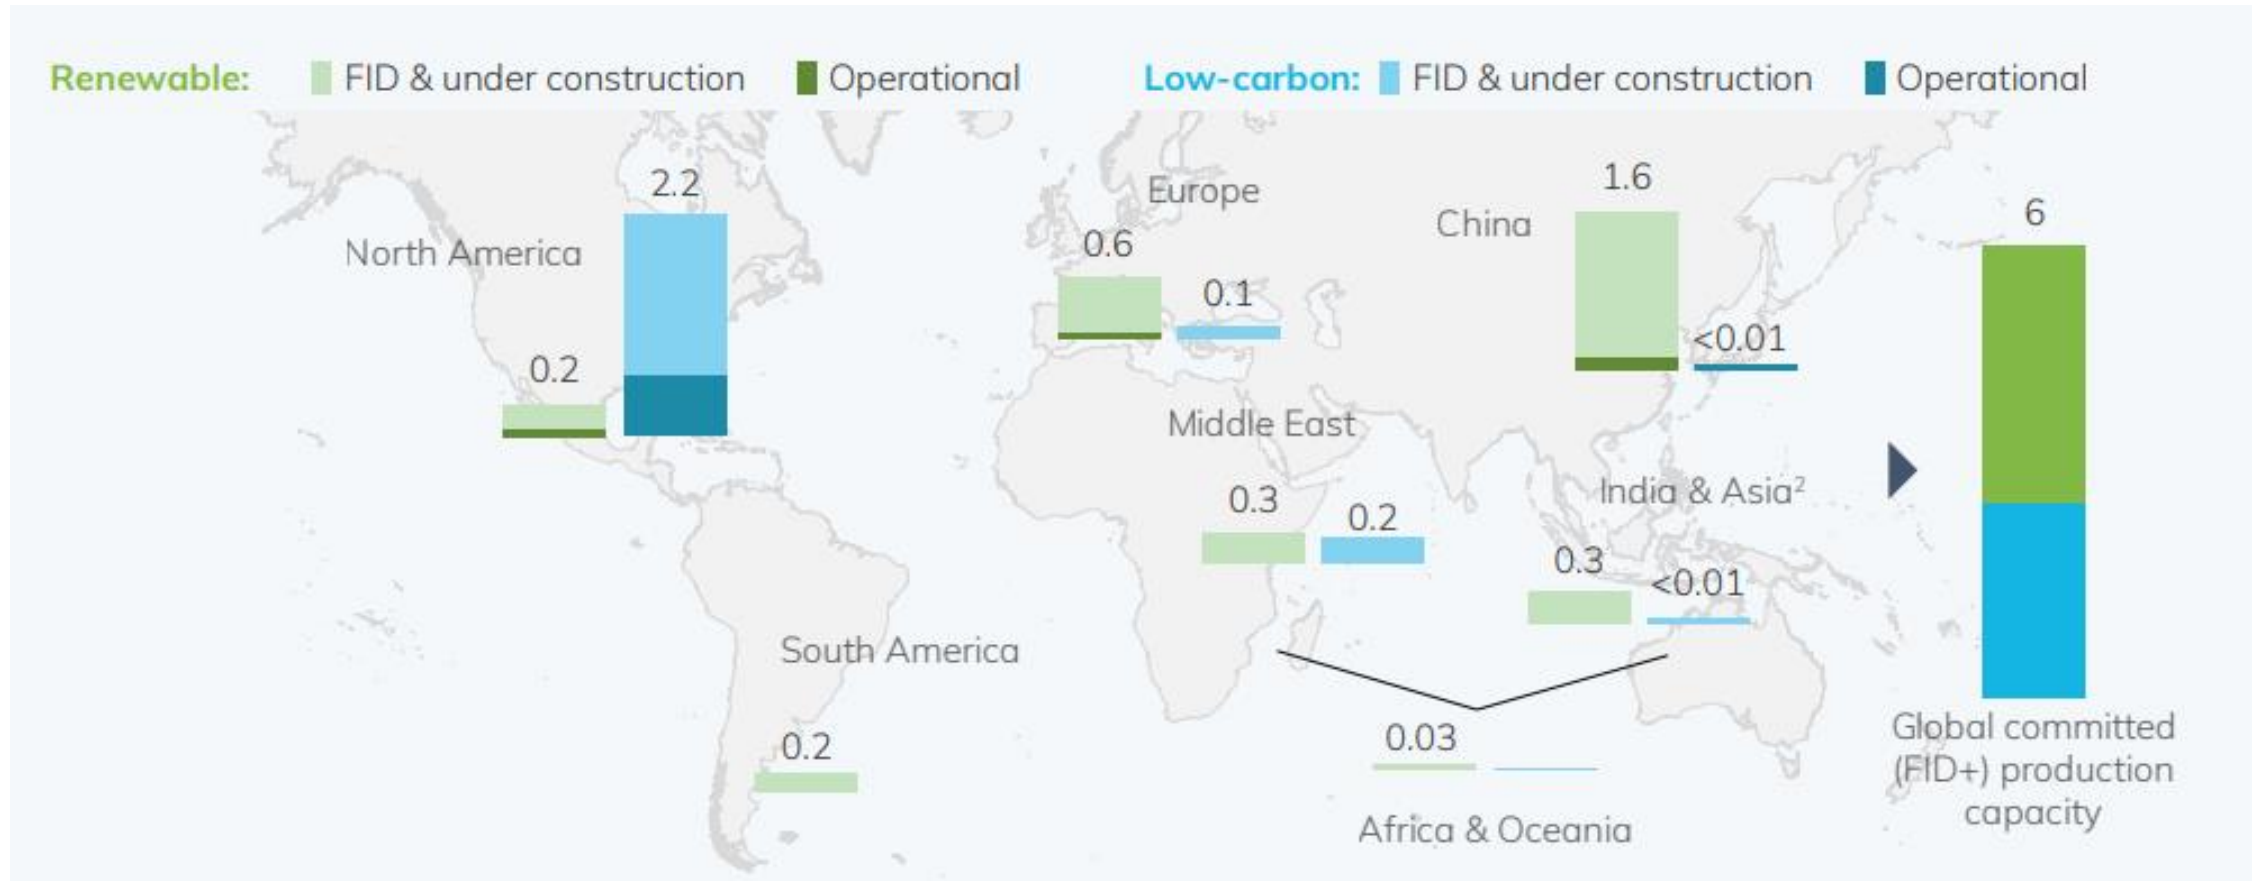 Renewable: FID & under construction Operational Low-carbon: FID & under construction Operational
North America
2.2
0.2
Europe
0.6
0.1
China
1.6
<0.01
Middle East
0.3
0.2
India & Asia²
0.3
<0.01
South America
0.2
0.03
Africa & Oceania
6
Global committed
(FID+) production
capacity